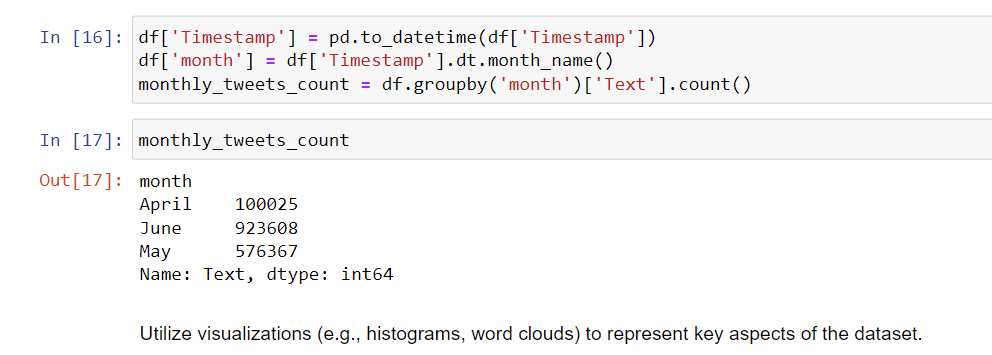 In [16]: df['Timestamp'] = pd.to_datetime(df['Timestamp'])
df['month'] = df['Timestamp'].dt.month_name()
monthly_tweets_count = df.groupby('month')['Text'].count()
In [17]: monthly_tweets_count
Out[17]: month
April    100025
June     923608
May      576367
Name: Text, dtype: int64
Utilize visualizations (e.g., histograms, word clouds) to represent key aspects of the dataset.